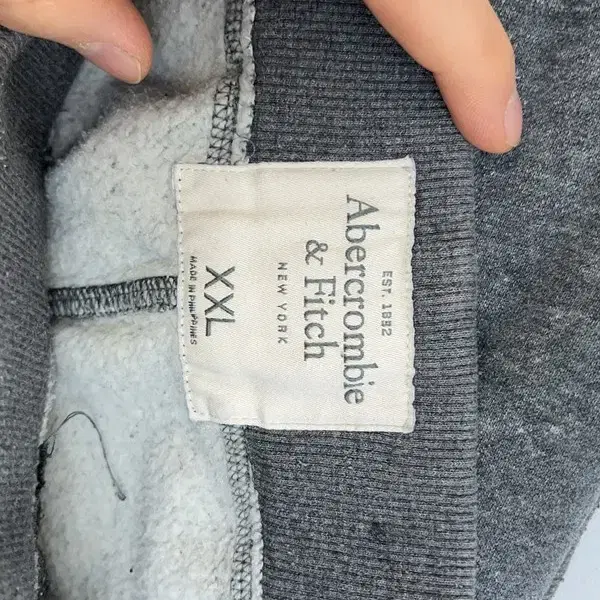 EST. 1892
Abercrombie
& Fitch
NEW YORK
XXL
MADE IN PHILIPPINES